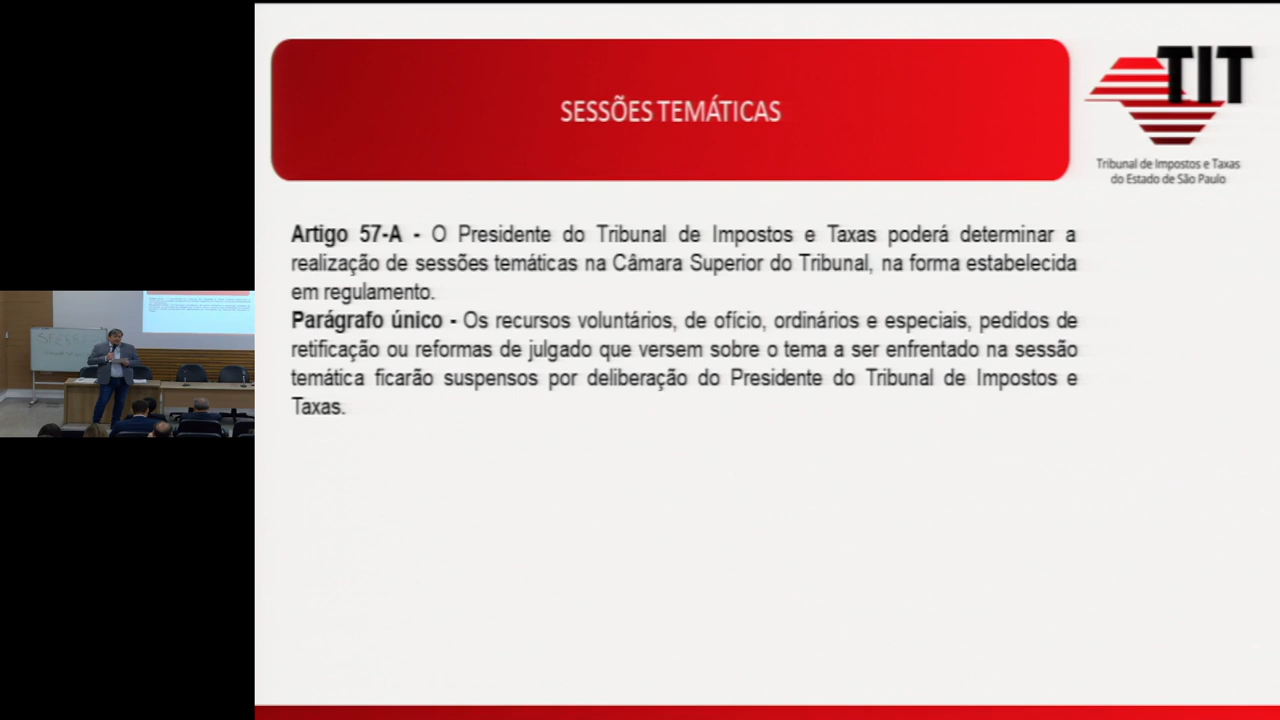 SESSÕES TEMÁTICAS
TIT
Tribunal de Impostos e Taxas
do Estado de São Paulo
Artigo 57-A - O Presidente do Tribunal de Impostos e Taxas poderá determinar a
realização de sessões temáticas na Câmara Superior do Tribunal, na forma estabelecida
em regulamento.
Parágrafo único - Os recursos voluntários, de ofício, ordinários e especiais, pedidos de
retificação ou reformas de julgado que versem sobre o tema a ser enfrentado na sessão
temática ficarão suspensos por deliberação do Presidente do Tribunal de Impostos e
Taxas.